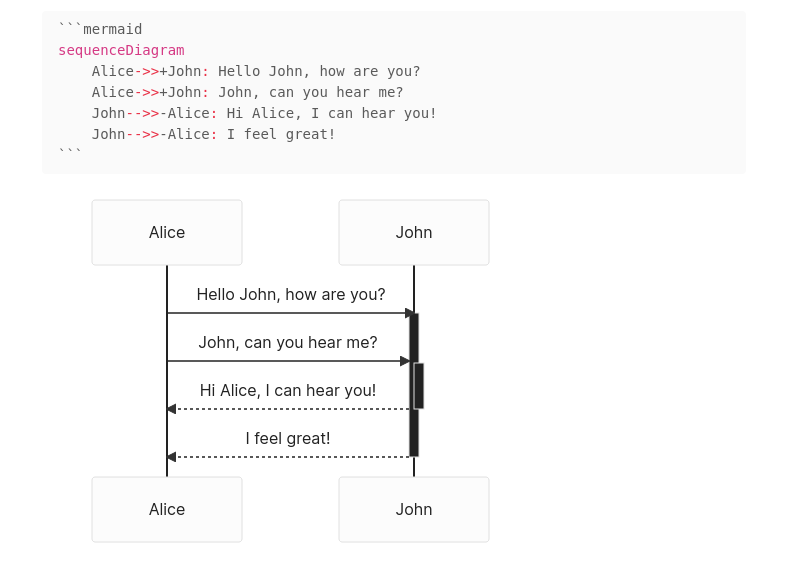 ```mermaid
sequenceDiagram
    Alice->>+John: Hello John, how are you?
    Alice->>+John: John, can you hear me?
    John-->>-Alice: Hi Alice, I can hear you!
    John-->>-Alice: I feel great!
```
Alice John
Hello John, how are you?
John, can you hear me?
Hi Alice, I can hear you!
I feel great!
Alice John